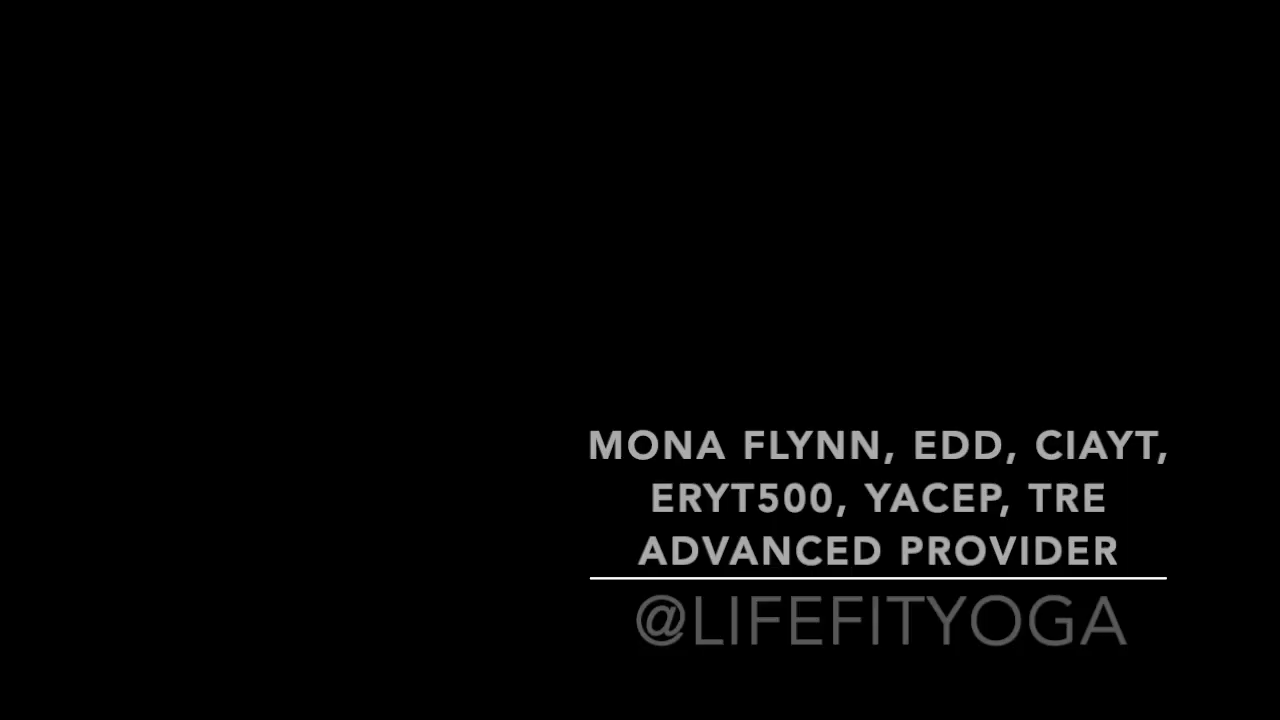 MONA FLYNN, EDD, CIAYT,
ERYT500, YACEP, TRE
ADVANCED PROVIDER
@LIFEFITYOGA